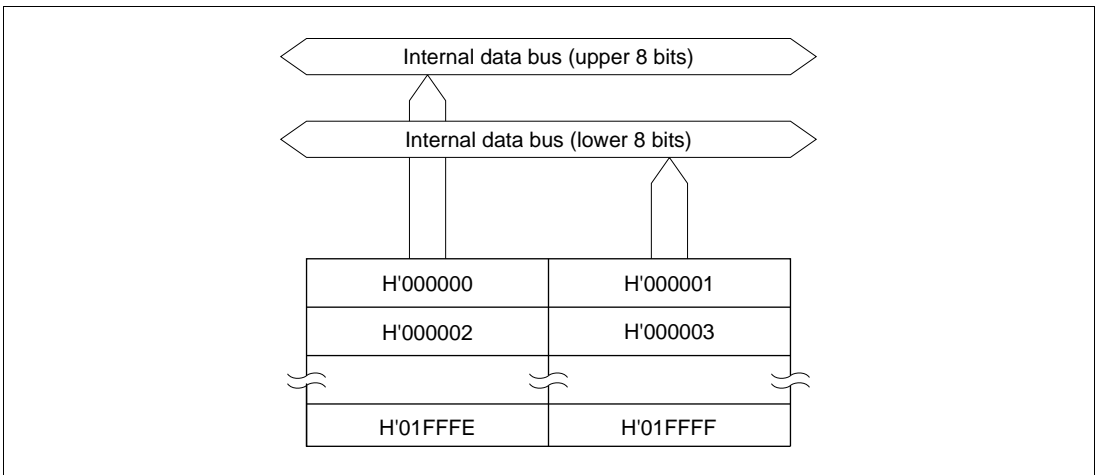 Internal data bus (upper 8 bits)
Internal data bus (lower 8 bits)
H'000000 H'000001
H'000002 H'000003
H'01FFFE H'01FFFF